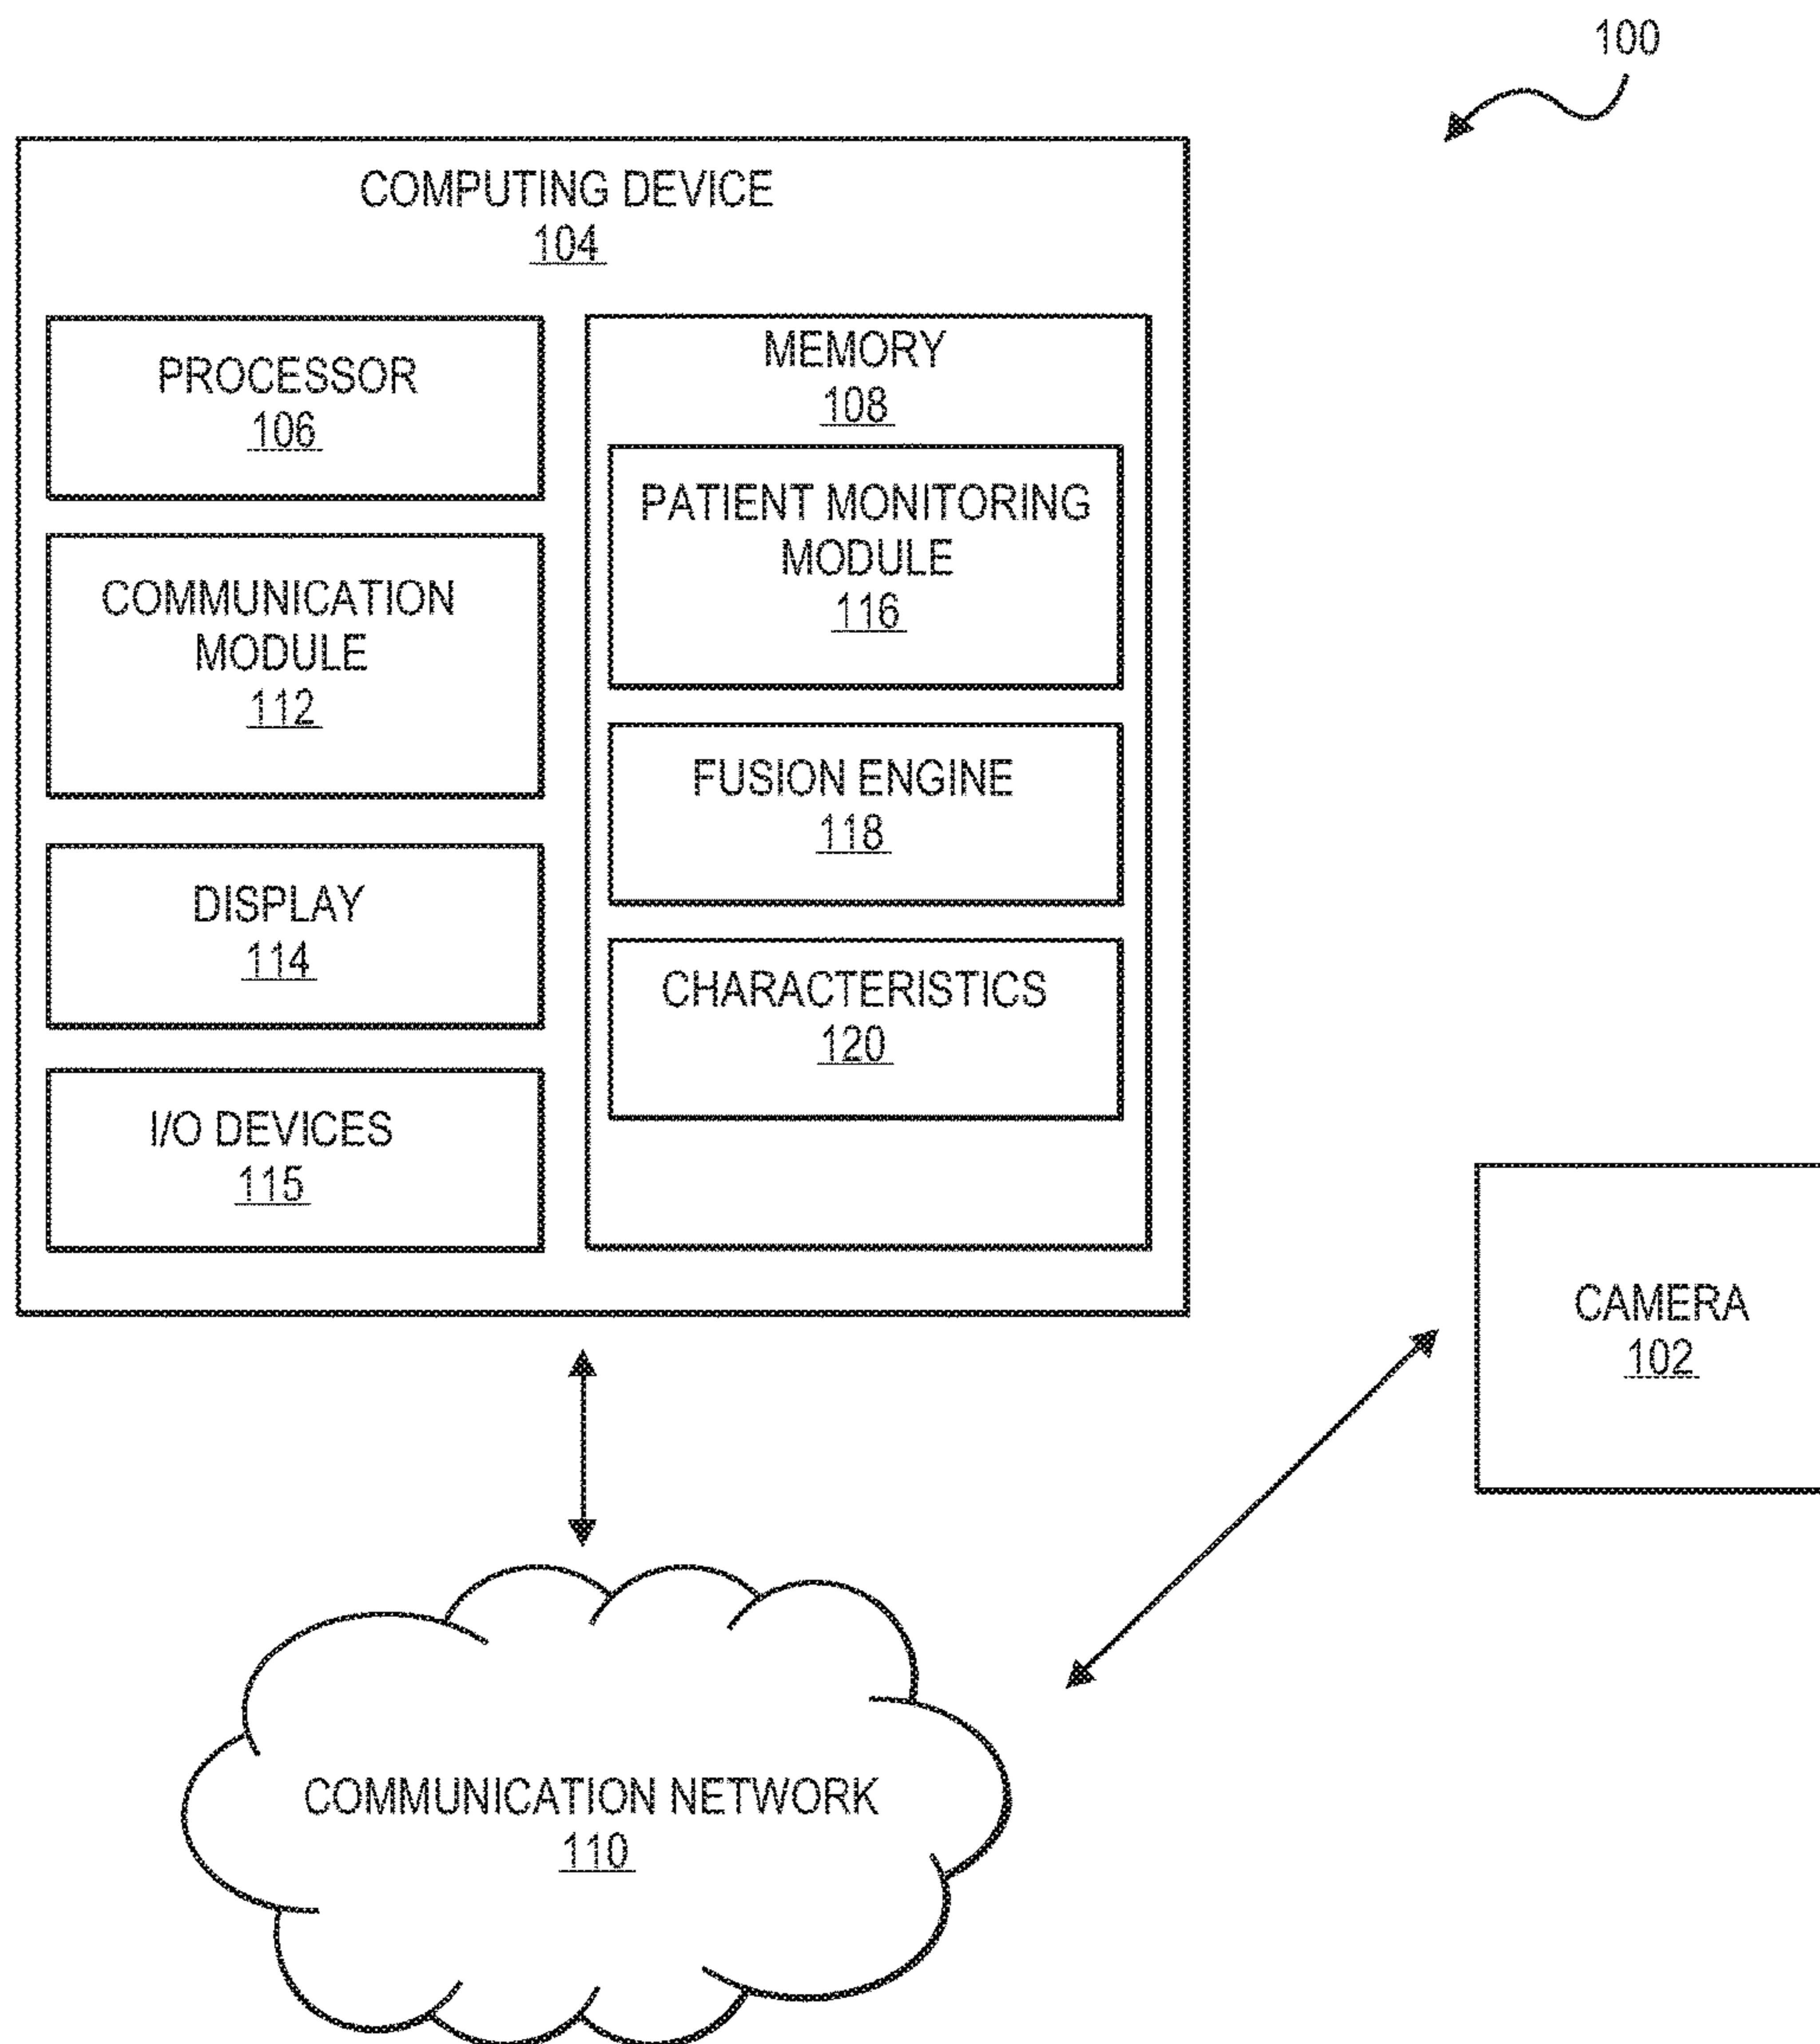 100
COMPUTING DEVICE
104
PROCESSOR
106
COMMUNICATION
MODULE
112
DISPLAY
114
I/O DEVICES
115
MEMORY
108
PATIENT MONITORING
MODULE
116
FUSION ENGINE
118
CHARACTERISTICS
120
CAMERA
102
COMMUNICATION NETWORK
110